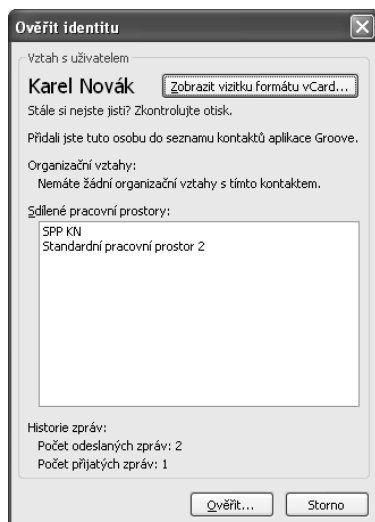 Ověřit identitu
Vztah s uživatelem
Karel Novák
Zobrazit vizitku formátu vCard...
Stále si nejste jisti? Zkontrolujte otisk.
Přidali jste tuto osobu do seznamu kontaktů aplikace Groove.
Organizační vztahy:
Nemáte žádní organizační vztahy s tímto kontaktem.
Sdílené pracovní prostory:
SPP KN
Standardní pracovní prostor 2
Historie zpráv:
Počet odeslaných zpráv: 2
Počet přijatých zpráv: 1
Ověřit...
Storno